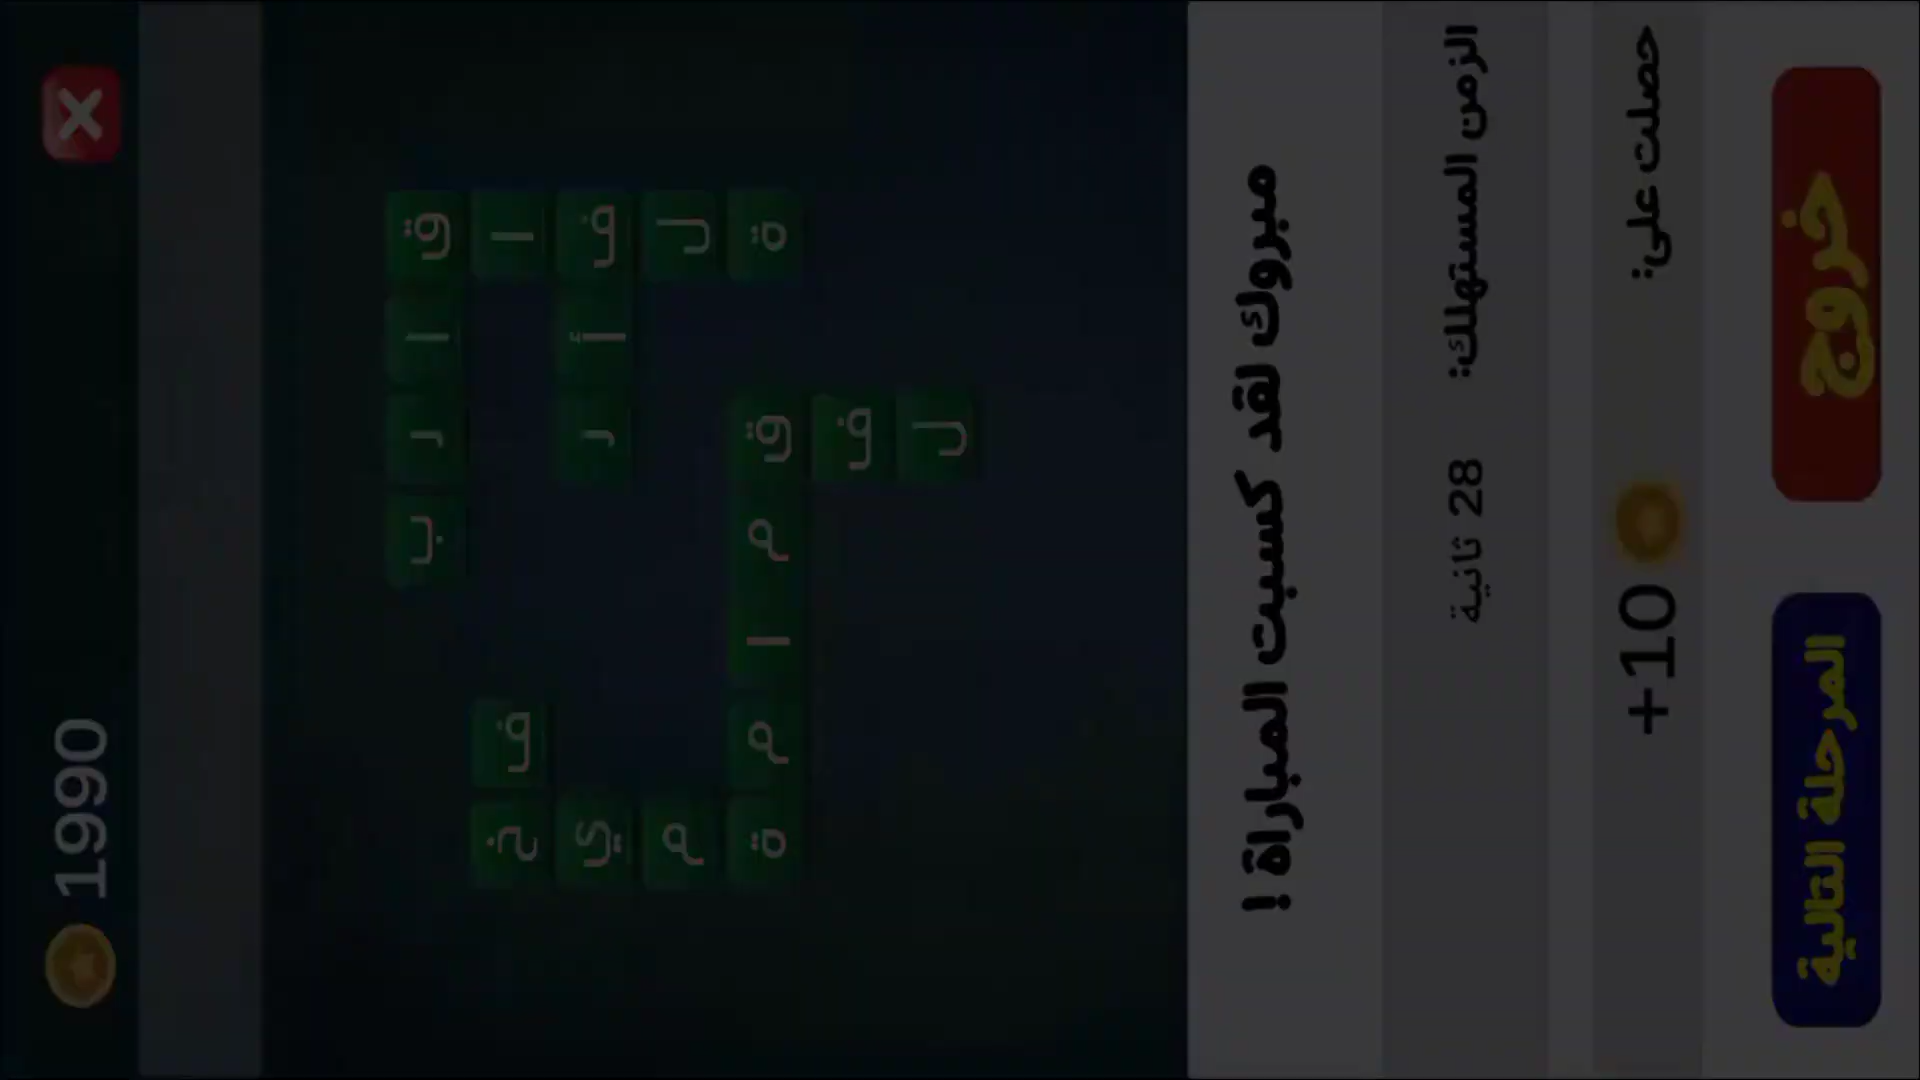 1990
ق ا ر ب
ا ف خ
ف أ ر ي
ل م
ة ق م ا م ة
ف
ل
مبروك لقد كسبت المباراة !
الزمن المستهلك: 28 ثانية
حصلت على: +10
خروج المرحلة التالية